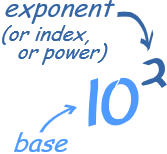 exponent
(or index,
or power)
10²
base